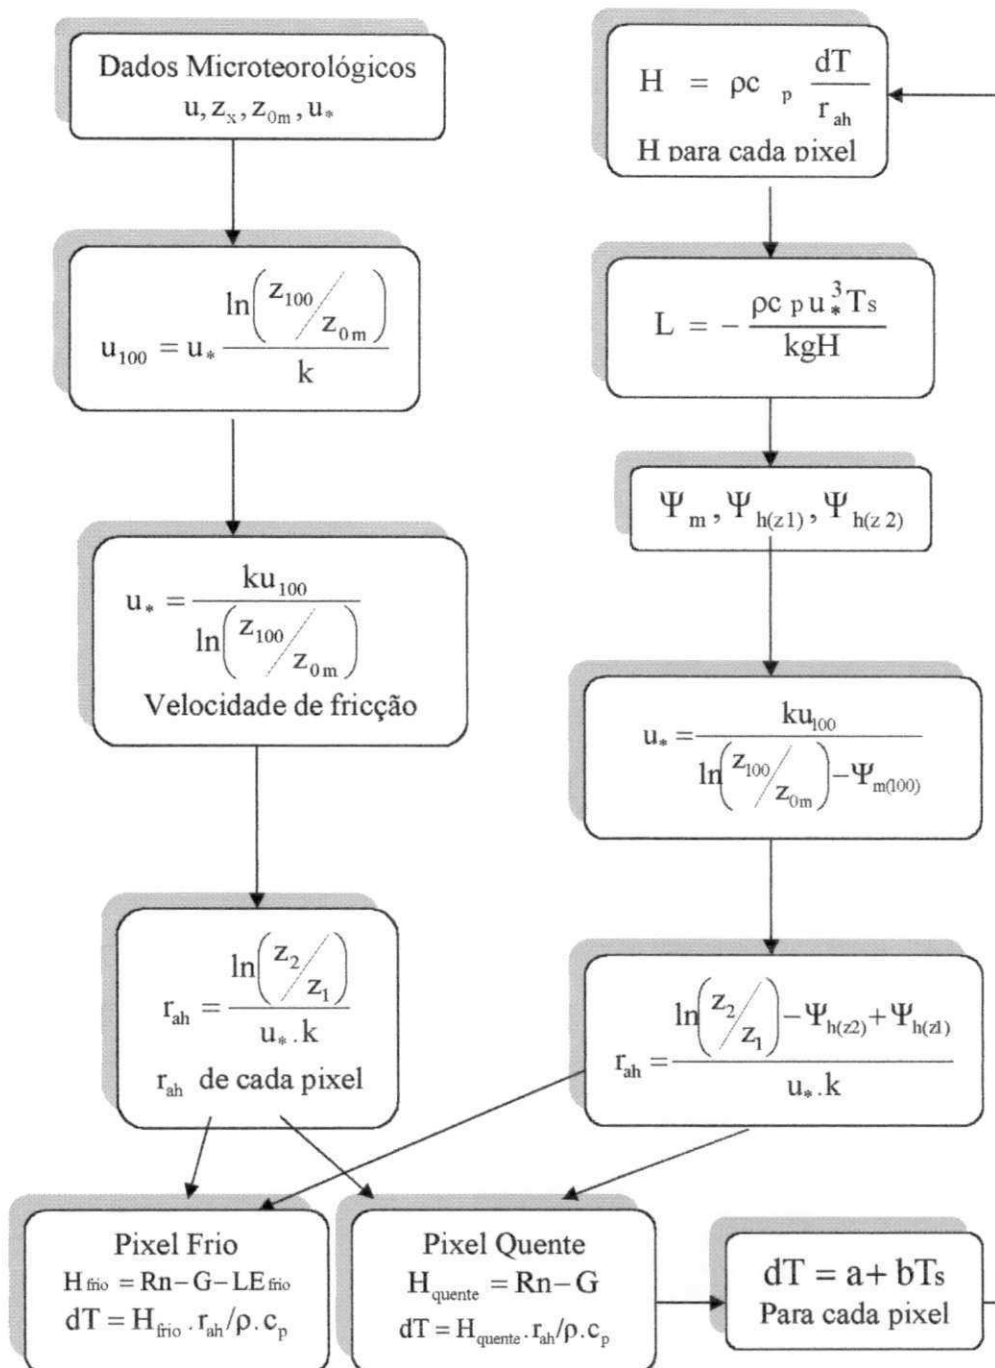 Dados Microteorológicos
u, z_x, z_0m, u_*
u_100 = u_* ln(z_100/z_0m) / k
u_* = ku_100 / ln(z_100/z_0m)
Velocidade de fricção
r_ah = ln(z_2/z_1) / u_* . k
r_ah de cada pixel
Pixel Frio
H_frio = Rn − G − LE_frio
dT = H_frio . r_ah/ρ. c_p
Pixel Quente
H_quente = Rn − G
dT = H_quente . r_ah/ρ. c_p
dT = a + bTs
Para cada pixel
H = ρc_p dT / r_ah
H para cada pixel
L = − ρc_p u_*^3 Ts / kgH
Ψ_m , Ψ_h(z1) , Ψ_h(z2)
u_* = ku_100 / ln(z_100/z_0m) − Ψ_m(100)
r_ah = ln(z_2/z_1) − Ψ_h(z2) + Ψ_h(z1) / u_* . k